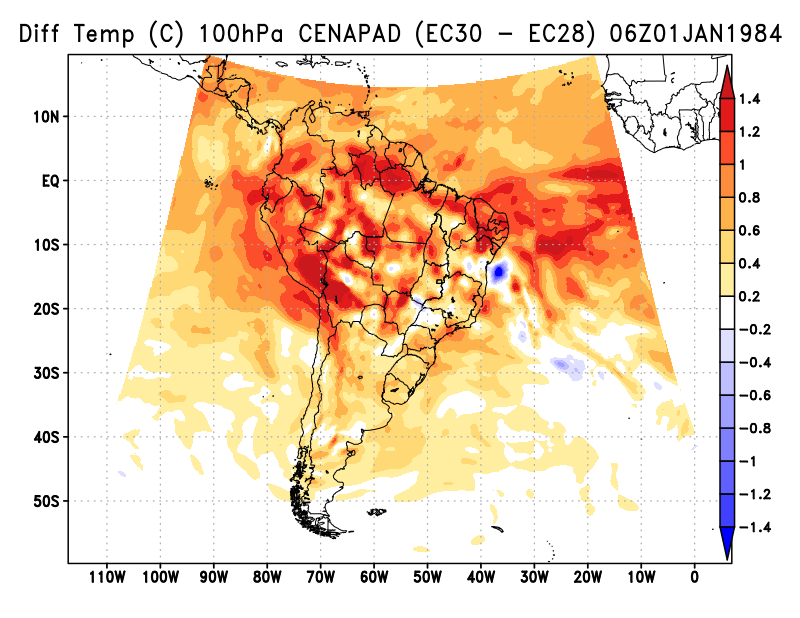 Diff Temp (C) 100hPa CENAPAD (EC30 − EC28) 06Z01JAN1984
10N
EQ
10S
20S
30S
40S
50S
110W 100W 90W 80W 70W 60W 50W 40W 30W 20W 10W 0
1.4
1.2
1
0.8
0.6
0.4
0.2
−0.2
−0.4
−0.6
−0.8
−1
−1.2
−1.4